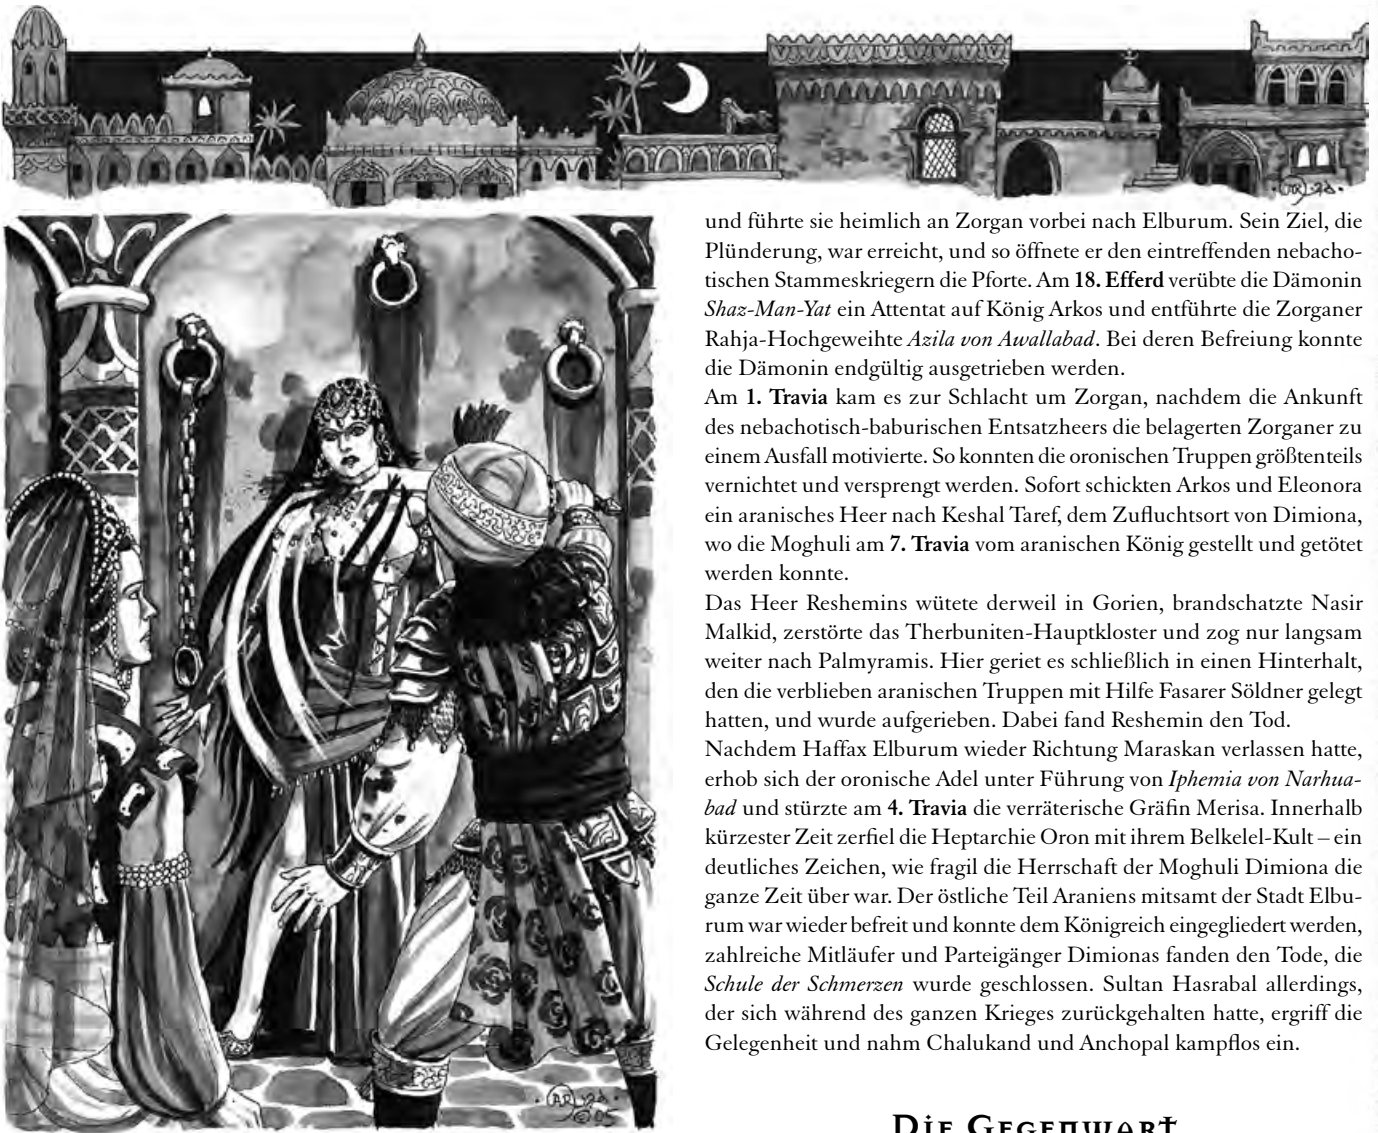 und führte sie heimlich an Zorgan vorbei nach Elburum. Sein Ziel, die
Plünderung, war erreicht, und so öffnete er den eintreffenden nebacho-
tischen Stammeskriegern die Pforte. Am 18. Efferd verübte die Dämonin
Shaz-Man-Yat ein Attentat auf König Arkos und entführte die Zorganer
Rahja-Hochgeweihte Azila von Awallabad. Bei deren Befreiung konnte
die Dämonin endgültig ausgetrieben werden.
Am 1. Travia kam es zur Schlacht um Zorgan, nachdem die Ankunft
des nebachotisch-baburischen Entsatzheers die belagerten Zorganer zu
einem Ausfall motivierte. So konnten die oronischen Truppen größtenteils
vernichtet und versprengt werden. Sofort schickten Arkos und Eleonora
ein aranisches Heer nach Keshal Taref, dem Zufluchtsort von Dimiona,
wo die Moghuli am 7. Travia vom aranischen König gestellt und getötet
werden konnte.
Das Heer Reshemins wütete derweil in Gorien, brandschatzte Nasir
Malkid, zerstörte das Therbuniten-Hauptkloster und zog nur langsam
weiter nach Palmyramis. Hier geriet es schließlich in einen Hinterhalt,
den die verblieben aranischen Truppen mit Hilfe Fasarer Söldner gelegt
hatten, und wurde aufgerieben. Dabei fand Reshemin den Tod.
Nachdem Haffax Elburum wieder Richtung Maraskan verlassen hatte,
erhob sich der oronische Adel unter Führung von Iphemia von Narhua-
bad und stürzte am 4. Travia die verräterische Gräfin Merisa. Innerhalb
kürzester Zeit zerfiel die Heptarchie Oron mit ihrem Belkelel-Kult – ein
deutliches Zeichen, wie fragil die Herrschaft der Moghuli Dimiona die
ganze Zeit über war. Der östliche Teil Araniens mitsamt der Stadt Elbu-
rum war wieder befreit und konnte dem Königreich eingegliedert werden,
zahlreiche Mitläufer und Parteigänger Dimionas fanden den Tode, die
Schule der Schmerzen wurde geschlossen. Sultan Hasrabal allerdings,
der sich während des ganzen Krieges zurückgehalten hatte, ergriff die
Gelegenheit und nahm Chalukand und Anchopal kampflos ein.
Die Gegenwart